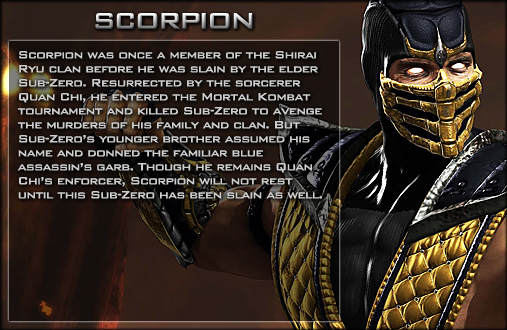 SCORPION
Scorpion was once a member of the Shirai
Ryu clan before he was slain by the elder
Sub-Zero. Resurrected by the sorcerer
Quan Chi, he entered the Mortal Kombat
tournament and killed Sub-Zero to avenge
the murders of his family and clan. But
Sub-Zero's younger brother assumed his
name and donned the familiar blue
assassin's garb. Though he remains Quan
Chi's enforcer, Scorpion will not rest
until this Sub-Zero has been slain as well.